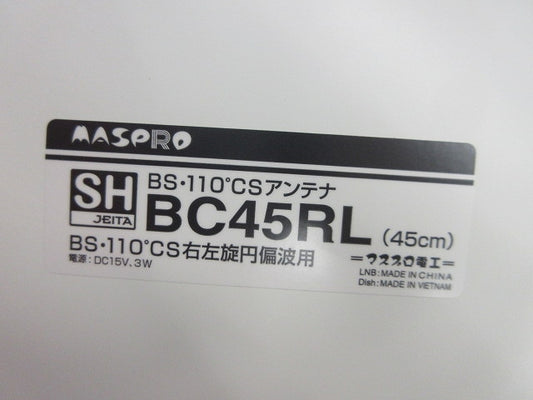 MASPRO
SH
JEITA
BS・110°CSアンテナ
BC45RL (45cm)
BS・110°CS右左旋円偏波用
電源:DC15V、3W
=マスプロ電工=
LNB:MADE IN CHINA
Dish:MADE IN VIETNAM